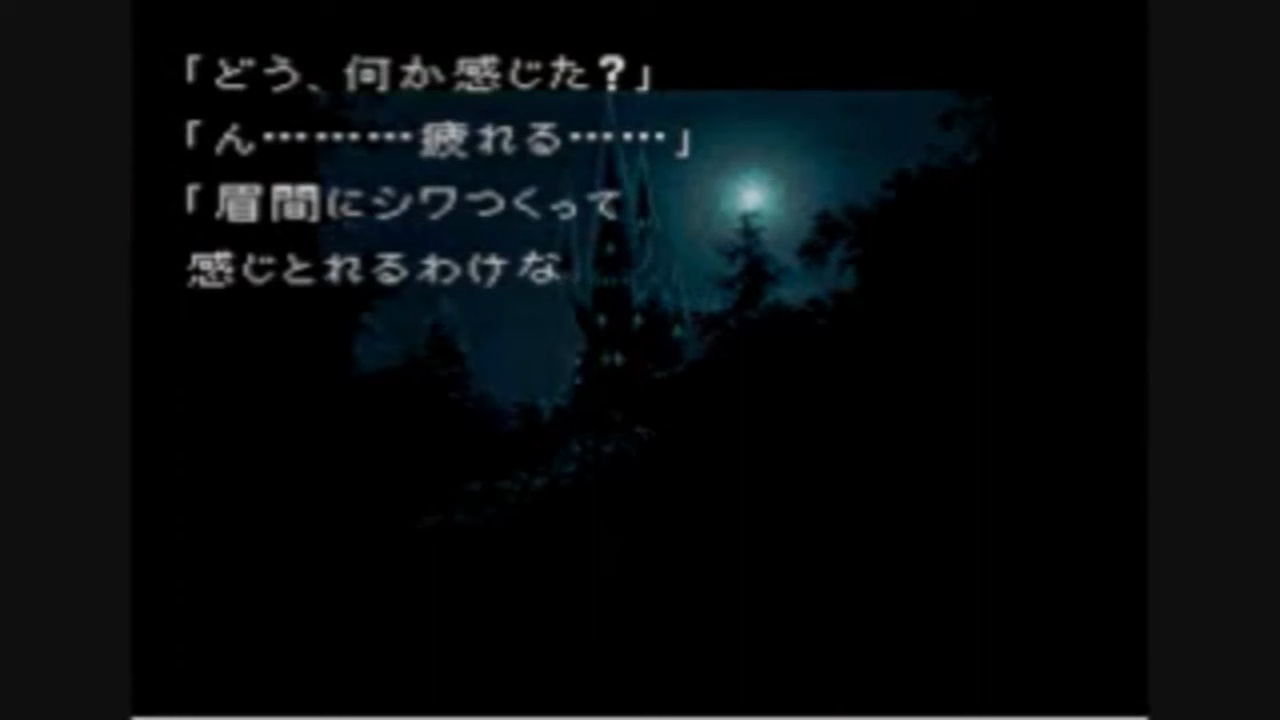 「どう、何か感じた?」
「ん………疲れる……」
「眉間にシワつくって
感じとれるわけな